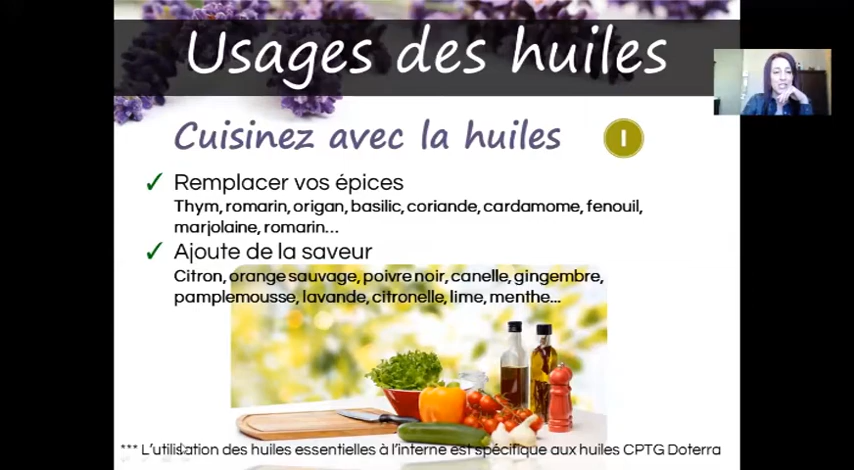 Usages des huiles
Cuisinez avec la huiles
I
✓ Remplacer vos épices
Thym, romarin, origan, basilic, coriande, cardamome, fenouil,
marjolaine, romarin...
✓ Ajoute de la saveur
Citron, orange sauvage, poivre noir, canelle, gingembre,
pamplemousse, lavande, citronelle, lime, menthe...
*** L'utilisation des huiles essentielles à l'interne est spécifique aux huiles CPTG Doterra